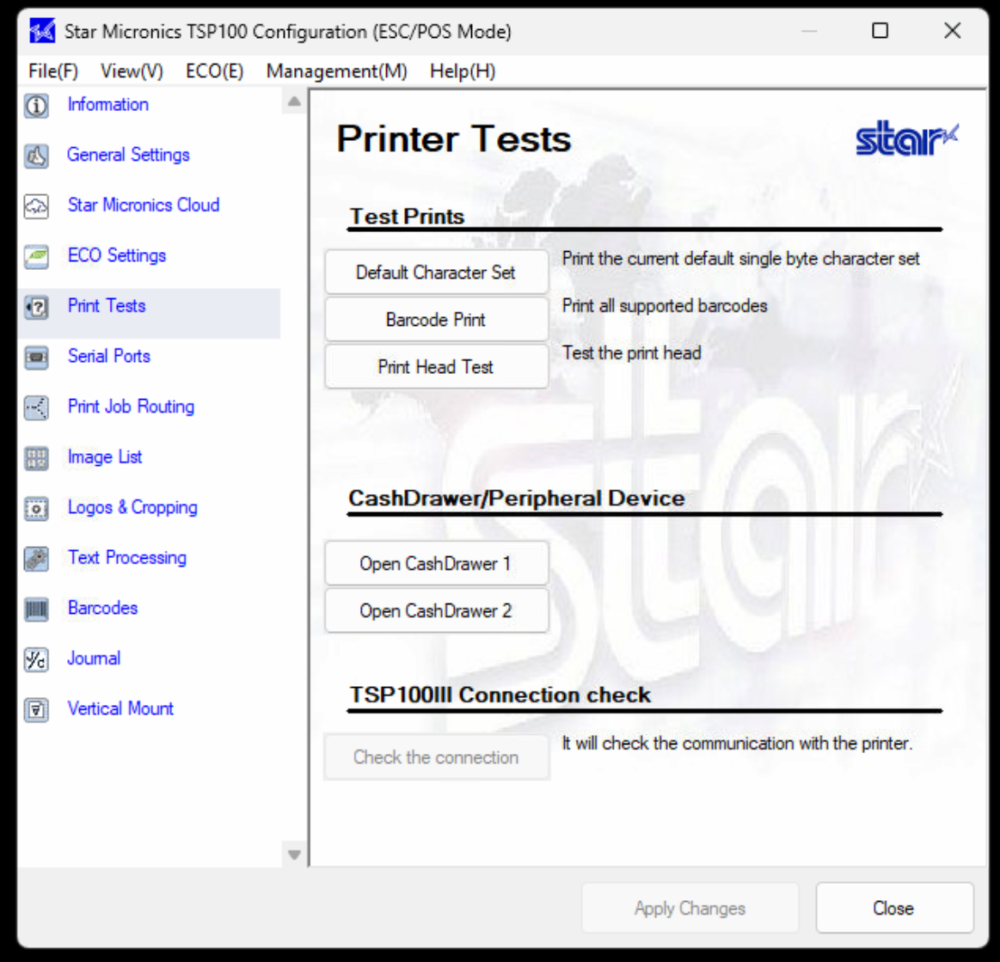 Star Micronics TSP100 Configuration (ESC/POS Mode)
File(F) View(V) ECO(E) Management(M) Help(H)
Information
General Settings
Star Micronics Cloud
ECO Settings
Print Tests
Serial Ports
Print Job Routing
Image List
Logos & Cropping
Text Processing
Barcodes
Journal
Vertical Mount
Printer Tests
star
Test Prints
Default Character Set
Print the current default single byte character set
Barcode Print
Print all supported barcodes
Print Head Test
Test the print head
CashDrawer/Peripheral Device
Open CashDrawer 1
Open CashDrawer 2
TSP100III Connection check
Check the connection
It will check the communication with the printer.
star
Apply Changes
Close